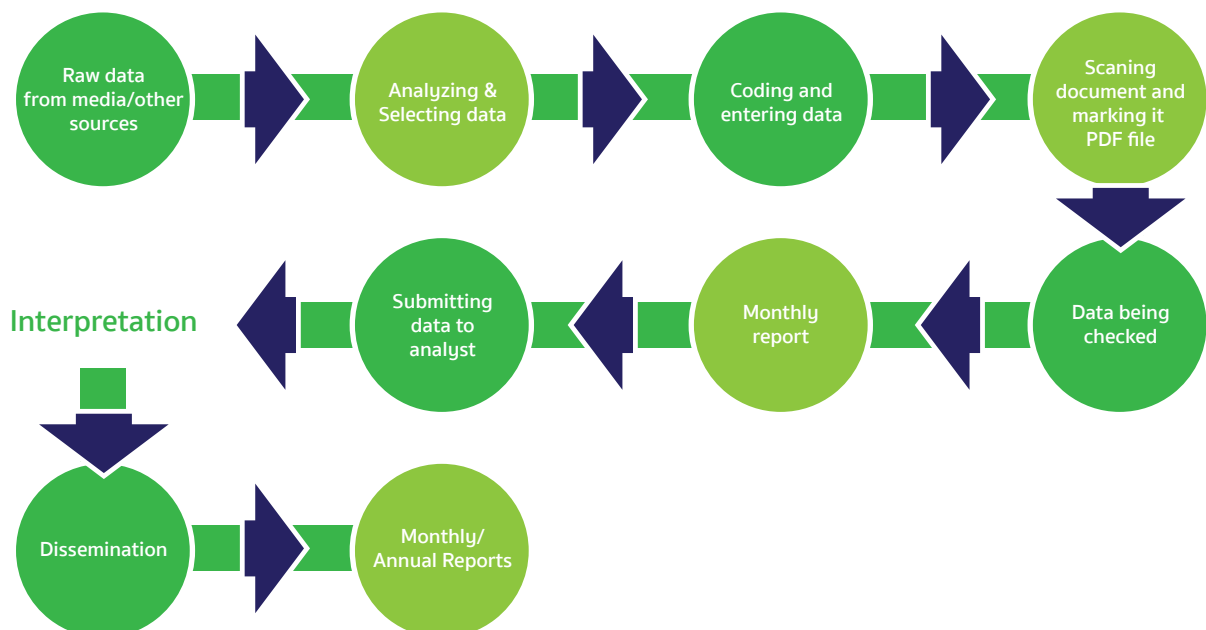 Raw data
from media/other
sources
Analyzing &
Selecting data
Coding and
entering data
Scaning
document and
marking it
PDF file
Data being
checked
Monthly
report
Submitting
data to
analyst
Interpretation
Dissemination
Monthly/
Annual Reports